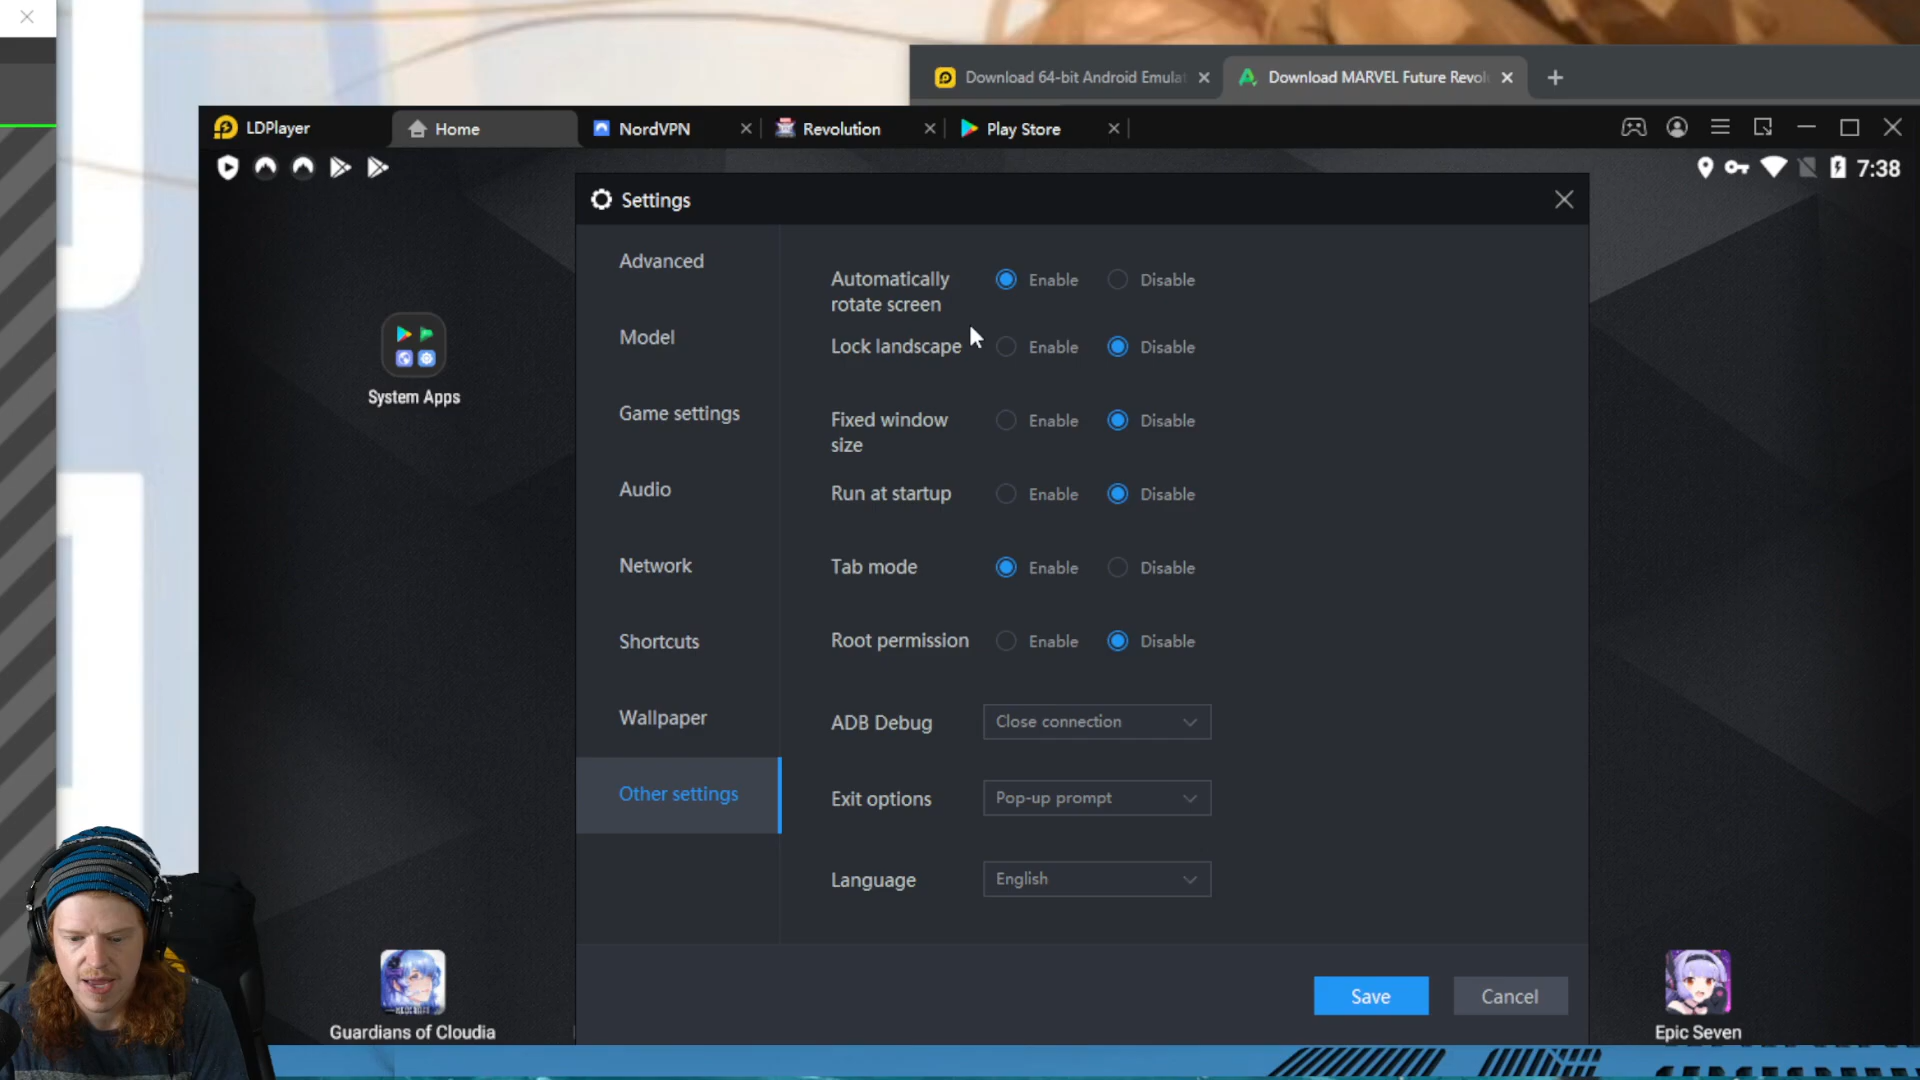 Download 64-bit Android Emulat
Download MARVEL Future Revol
LDPlayer
Home
NordVPN
Revolution
Play Store
7:38
Settings
Advanced
Model
Game settings
Audio
Network
Shortcuts
Wallpaper
Other settings
Automatically
rotate screen
Enable
Disable
Lock landscape
Enable
Disable
Fixed window
size
Enable
Disable
Run at startup
Enable
Disable
Tab mode
Enable
Disable
Root permission
Enable
Disable
ADB Debug
Close connection
Exit options
Pop-up prompt
Language
English
Save
Cancel
System Apps
Guardians of Cloudia
Epic Seven